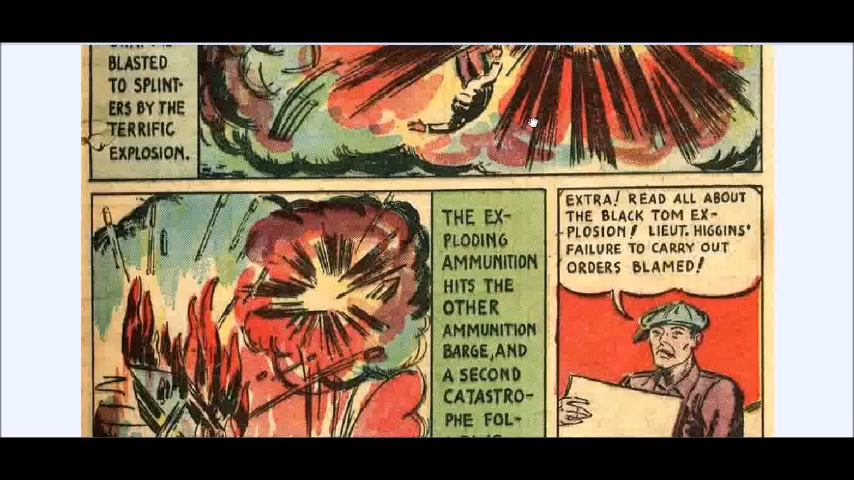 BLASTED
TO SPLINT-
ERS BY THE
TERRIFIC
EXPLOSION.
THE EX-
PLODING
AMMUNITION
HITS THE
OTHER
AMMUNITION
BARGE, AND
A SECOND
CATASTRO-
PHE FOL-
EXTRA! READ ALL ABOUT
THE BLACK TOM EX-
PLOSION! LIEUT. HIGGINS'
FAILURE TO CARRY OUT
ORDERS BLAMED!